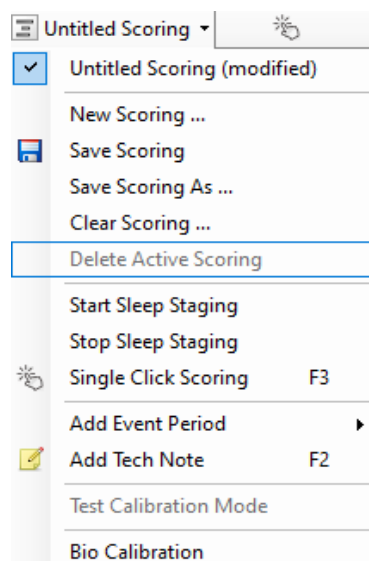 Untitled Scoring
Untitled Scoring (modified)
New Scoring ...
Save Scoring
Save Scoring As ...
Clear Scoring ...
Delete Active Scoring
Start Sleep Staging
Stop Sleep Staging
Single Click Scoring F3
Add Event Period
Add Tech Note F2
Test Calibration Mode
Bio Calibration